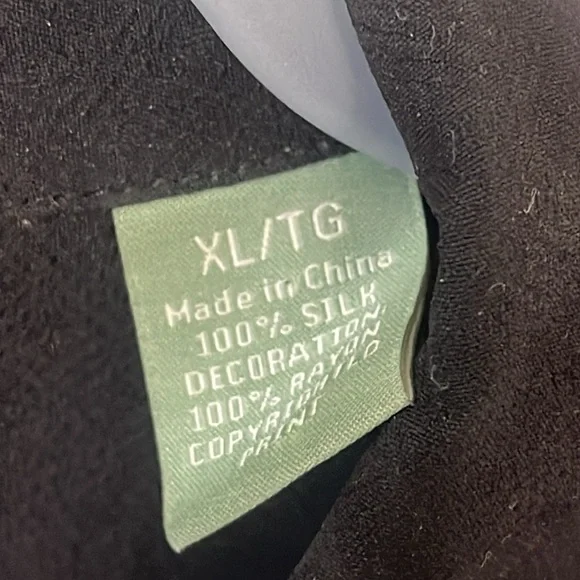 XL/TG
Made in China
100% SILK
DECORATION
100% RAYON
COPYRIGHTED
PRINT